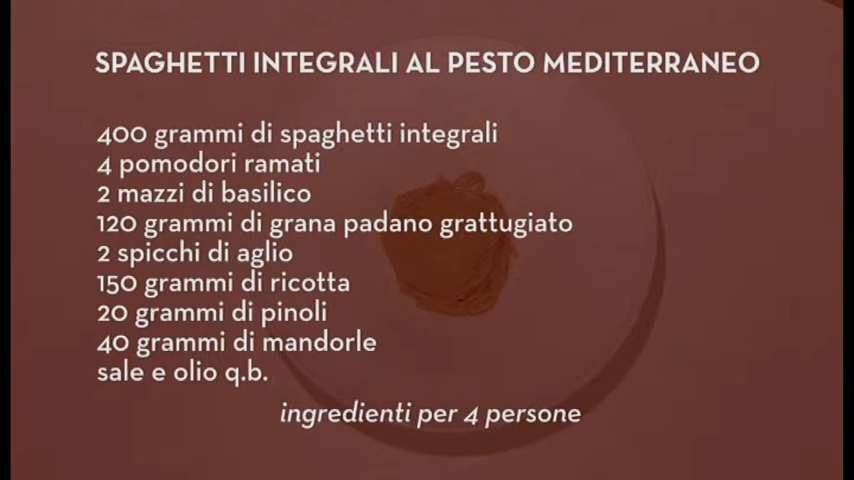 SPAGHETTI INTEGRALI AL PESTO MEDITERRANEO
400 grammi di spaghetti integrali
4 pomodori ramati
2 mazzi di basilico
120 grammi di grana padano grattugiato
2 spicchi di aglio
150 grammi di ricotta
20 grammi di pinoli
40 grammi di mandorle
sale e olio q.b.
ingredienti per 4 persone